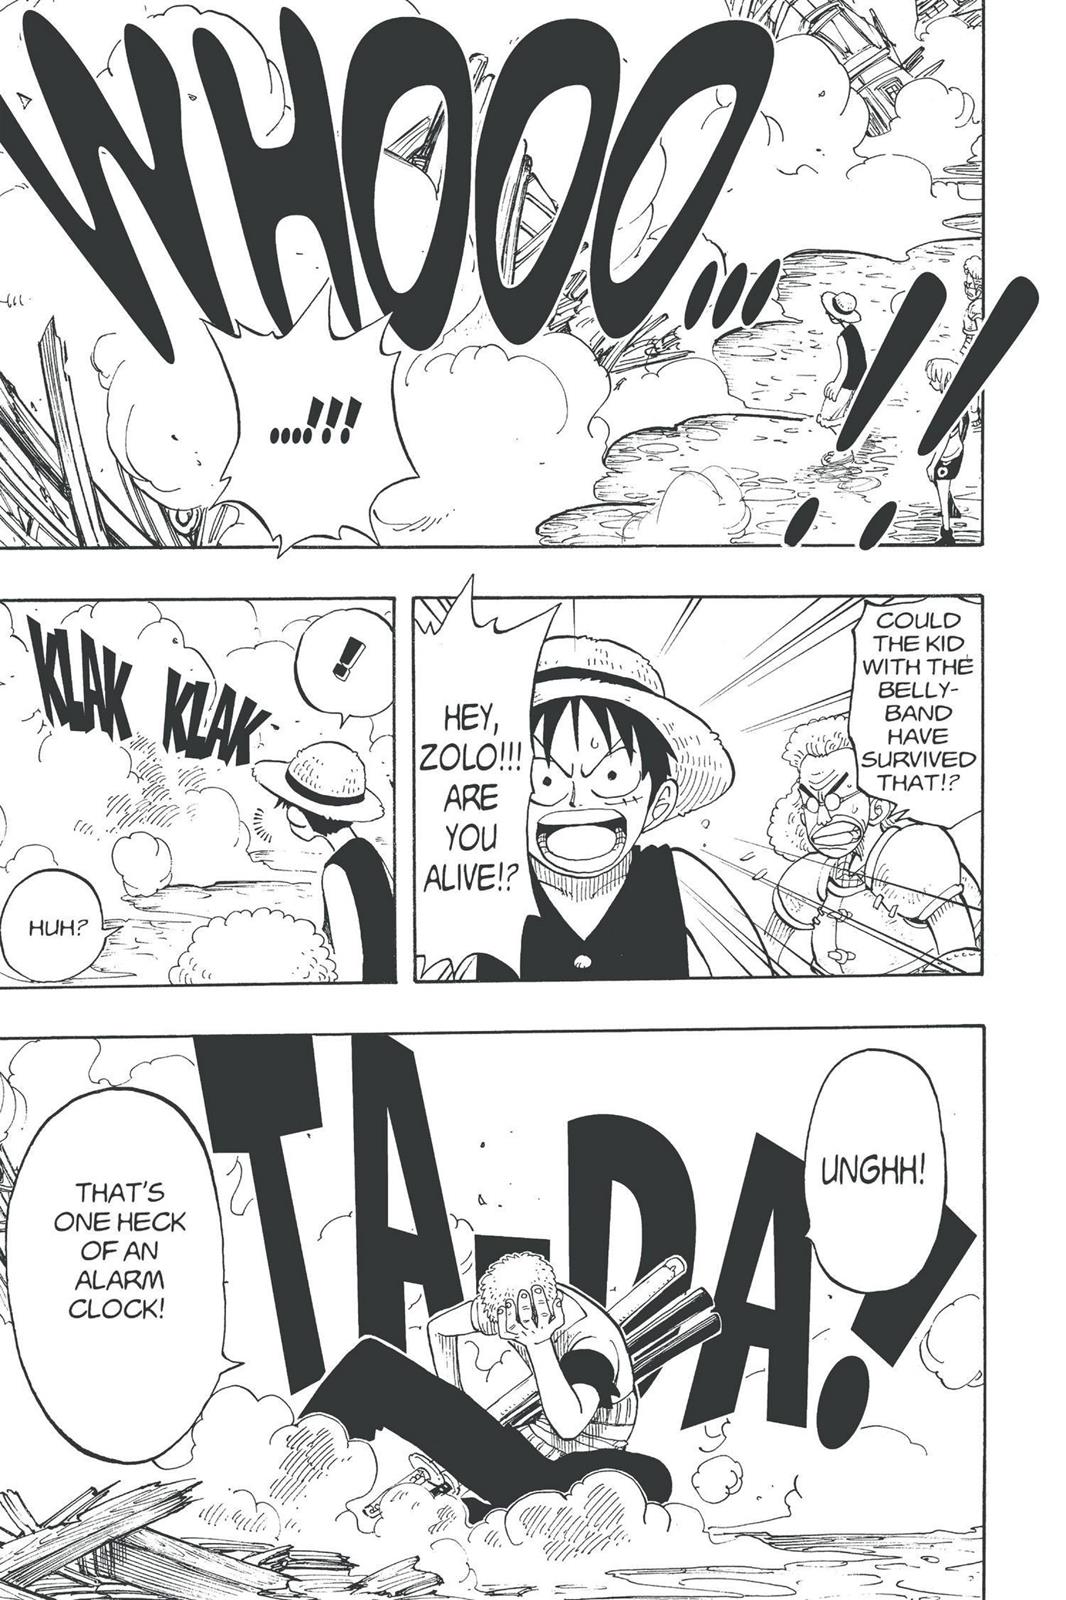 WHOOO...!!
....!!!
COULD
THE KID
WITH THE
BELLY-
BAND
HAVE
SURVIVED
THAT!?
HEY,
ZOLO!!!
ARE
YOU
ALIVE!?
!
KLAK KLAK
HUH?
UNGHH!
TA-DA!
THAT'S
ONE HECK
OF AN
ALARM
CLOCK!